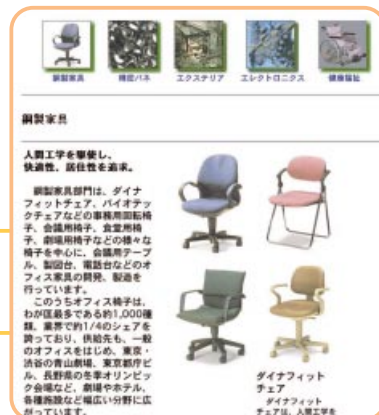 鋼製家具 精密バネ エクステリア エレクトロニクス 健康福祉
鋼製家具
人間工学を駆使し、
快適性、居住性を追求。
鋼製家具部門は、ダイナ
フィットチェア、バイオテッ
クチェアなどの事務用回転椅
子、会議用椅子、食堂用椅
子、劇場用椅子などの様々な
椅子を中心に、会議用テーブ
ル、製図台、電話台などのオ
フィス家具の開発、製造を
行っています。
このうちオフィス椅子は、
わが国最多である約1,000種
類、業界で約1/4のシェアを
誇っており、供給先も、一般
のオフィスをはじめ、東京・
渋谷の青山劇場、東京都庁ビ
ル、長野県の冬季オリンピッ
ク会場など、劇場やホテル、
各種施設など幅広い分野に広
がっています。
ダイナフィット
チェア
ダイナフィット
チェアは、人間工学を